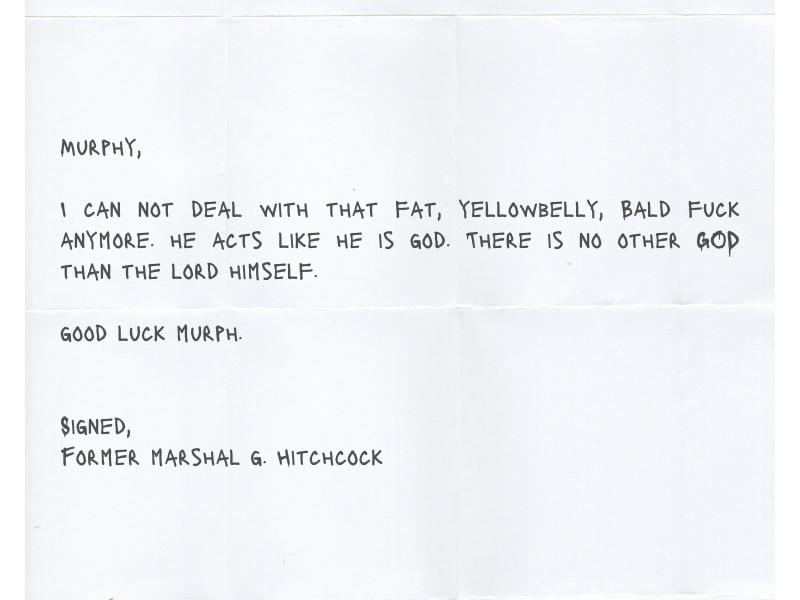 MURPHY,
I CAN NOT DEAL WITH THAT FAT, YELLOWBELLY, BALD FUCK
ANYMORE. HE ACTS LIKE HE IS GOD. THERE IS NO OTHER GOD
THAN THE LORD HIMSELF.
GOOD LUCK MURPH.
SIGNED,
FORMER MARSHAL G. HITCHCOCK